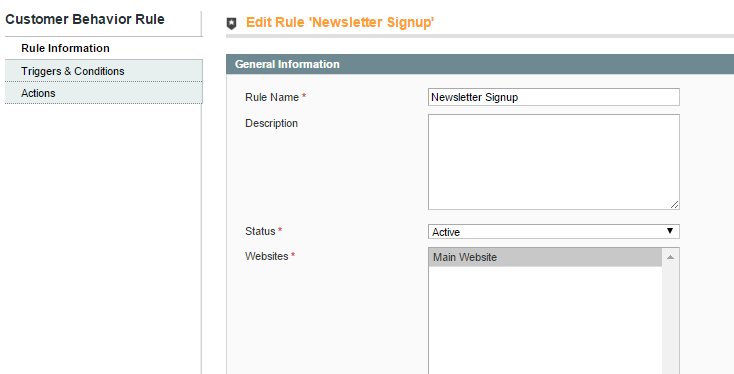 Customer Behavior Rule
Rule Information
Triggers & Conditions
Actions
Edit Rule 'Newsletter Signup'
General Information
Rule Name * Newsletter Signup
Description
Status * Active
Websites * Main Website